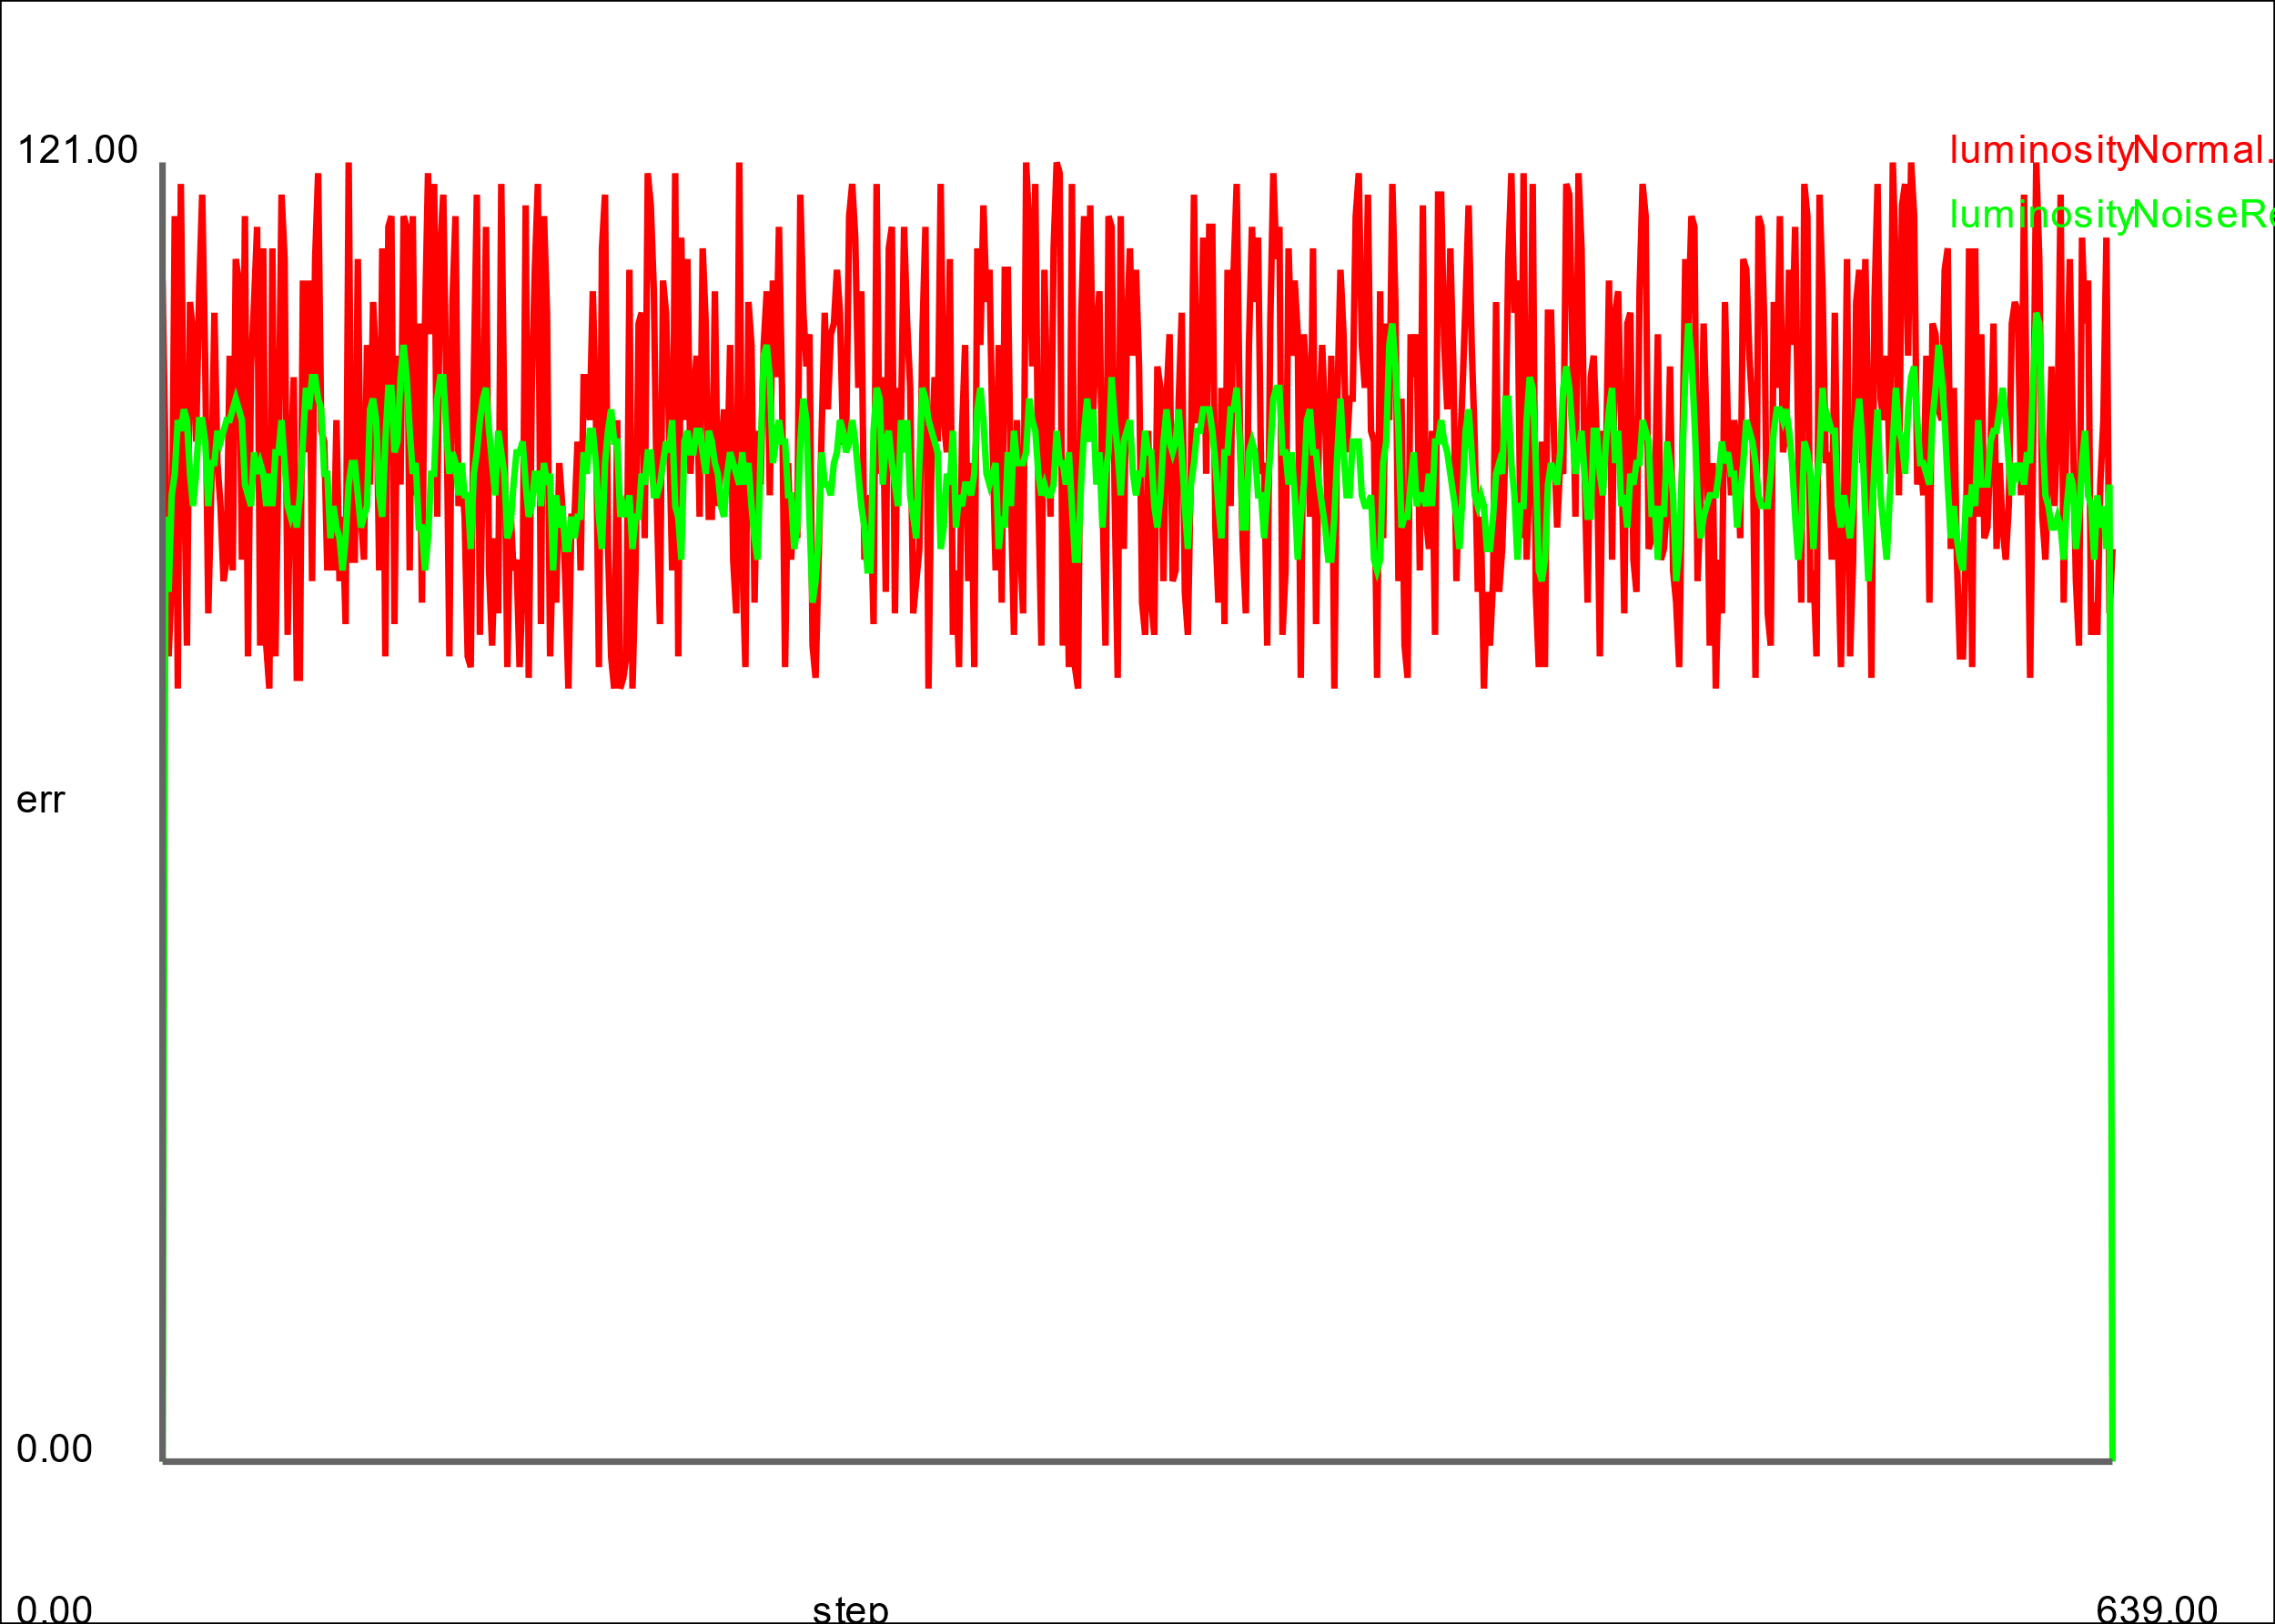 121.00
luminosityNormal.
luminosityNoiseRe
err
0.00
0.00 step 639.00